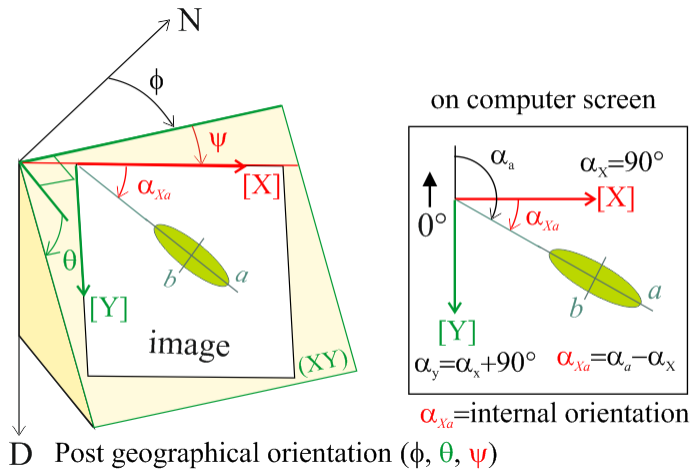 N
ϕ
on computer screen
ψ
α_a
α_X=90°
[X]
α_Xa
[X]
0°
α_Xa
θ
b
a
b
a
[Y]
[Y]
image
(XY)
α_y=α_x+90°
α_Xa=α_a−α_X
α_Xa=internal orientation
D
Post geographical orientation (ϕ, θ, ψ)